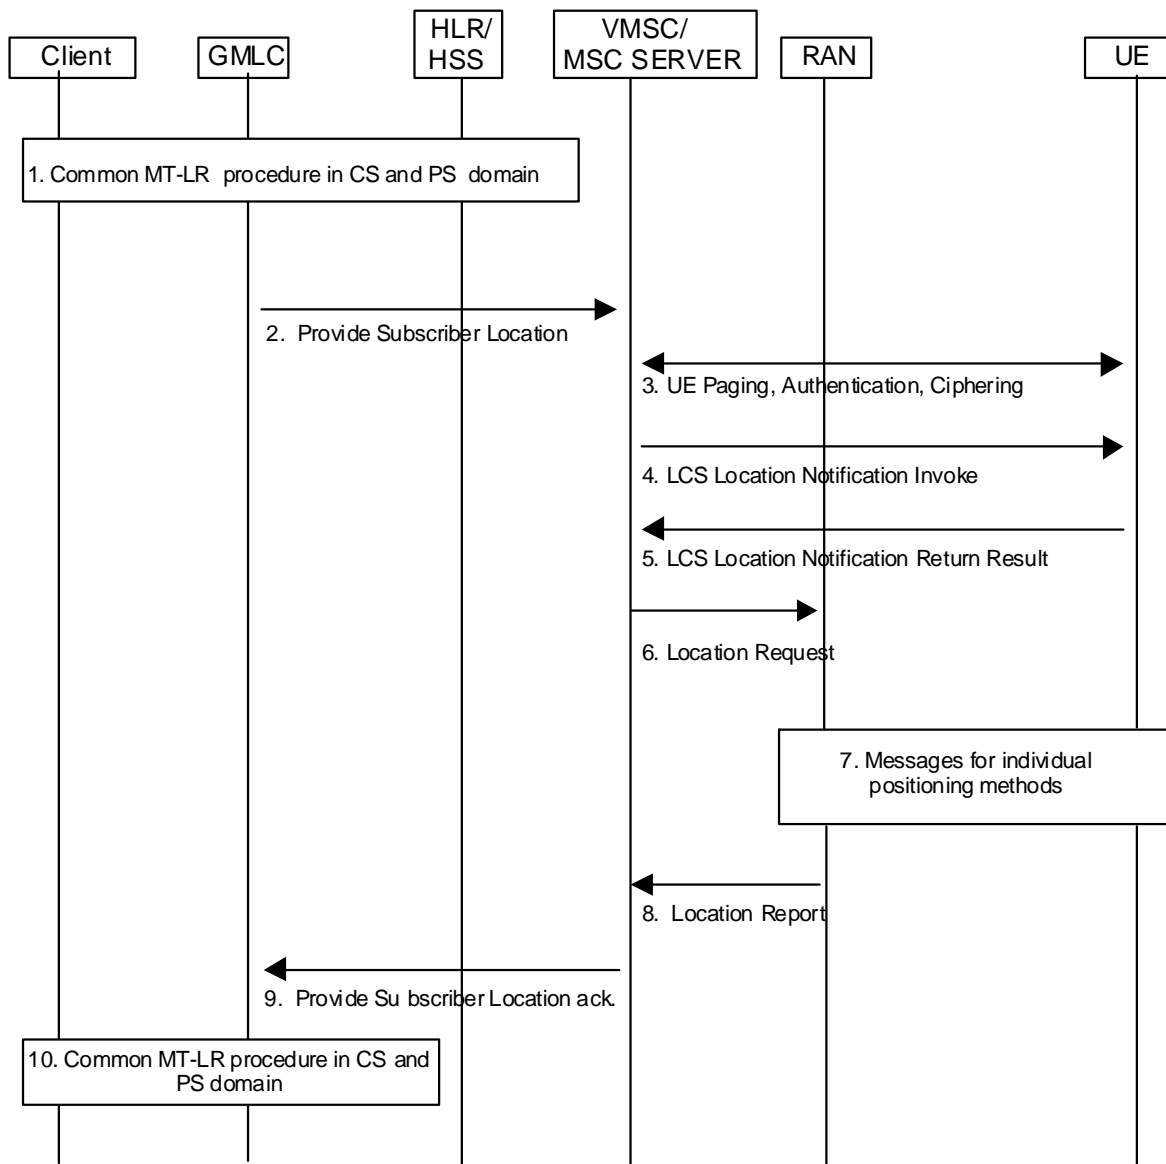 Client
GMLC
HLR/
HSS
VMSC/
MSC SERVER
RAN
UE
1. Common MT-LR procedure in CS and PS domain
2. Provide Subscriber Location
3. UE Paging, Authentication, Ciphering
4. LCS Location Notification Invoke
5. LCS Location Notification Return Result
6. Location Request
7. Messages for individual
positioning methods
8. Location Report
9. Provide Su bscriber Location ack.
10. Common MT-LR procedure in CS and
PS domain